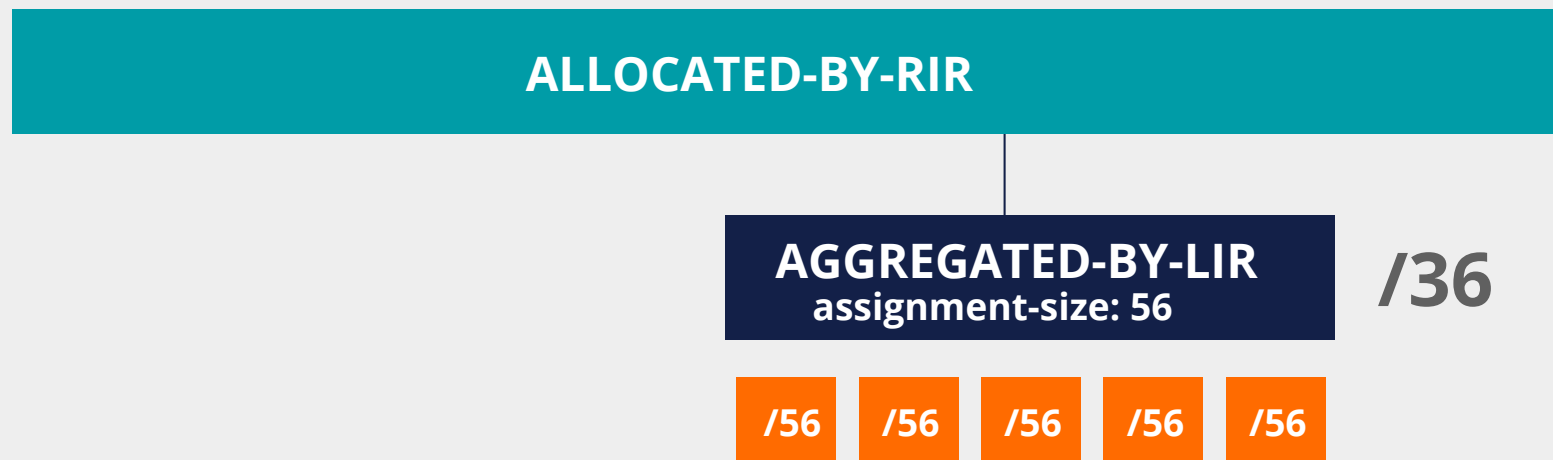 ALLOCATED-BY-RIR
AGGREGATED-BY-LIR
assignment-size: 56
/36
/56 /56 /56 /56 /56